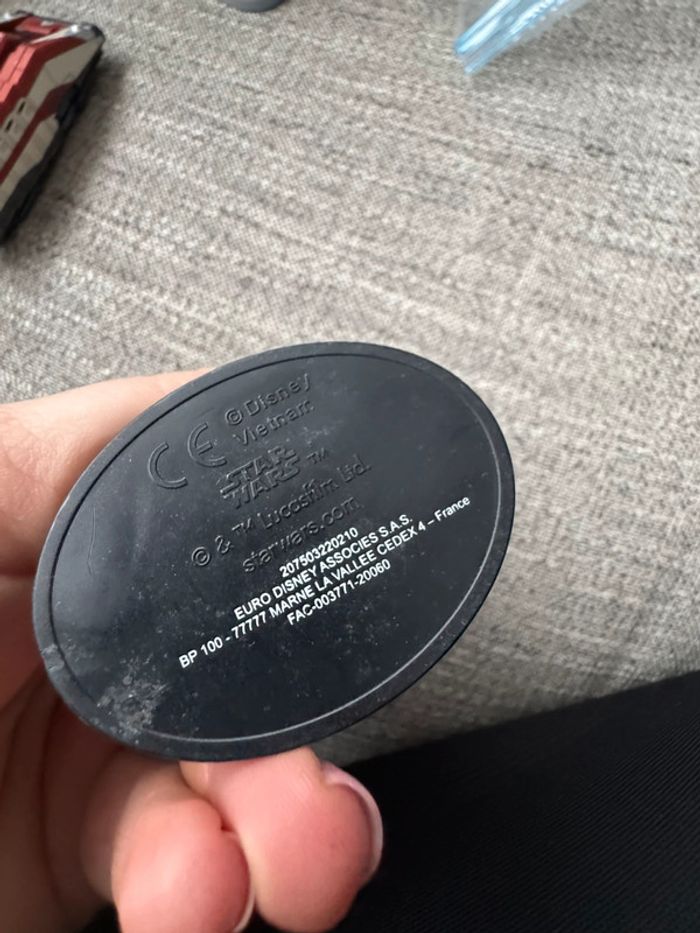 CE
© Disney
Vietnam
STAR
WARS ™
© & ™ Lucasfilm Ltd.
starwars.com
207503220210
EURO DISNEY ASSOCIES S.A.S.
BP 100 - 77777 MARNE LA VALLEE CEDEX 4 – France
FAC-003771-20060